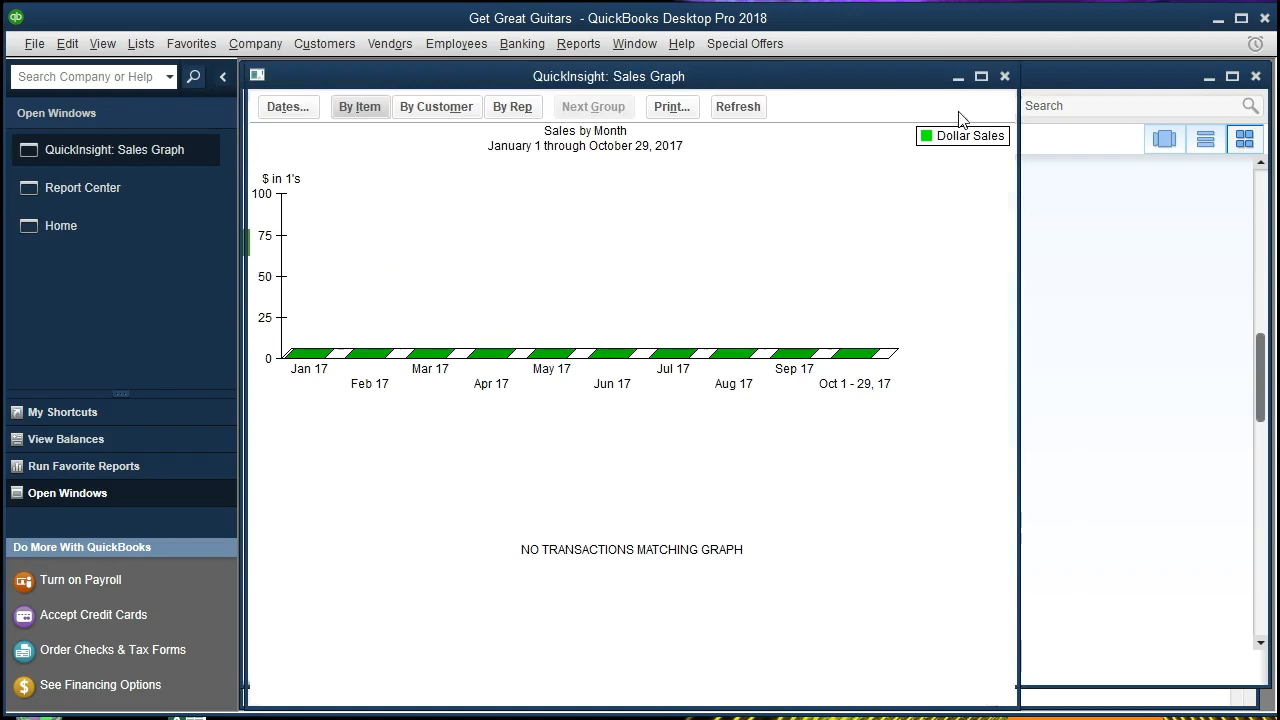 Get Great Guitars - QuickBooks Desktop Pro 2018
File Edit View Lists Favorites Company Customers Vendors Employees Banking Reports Window Help Special Offers
Search Company or Help
QuickInsight: Sales Graph
Open Windows
Dates... By Item By Customer By Rep Next Group Print... Refresh
Search
Sales by Month
January 1 through October 29, 2017
Dollar Sales
QuickInsight: Sales Graph
Report Center
Home
$ in 1's
100
75
50
25
0
Jan 17
Feb 17
Mar 17
Apr 17
May 17
Jun 17
Jul 17
Aug 17
Sep 17
Oct 1 - 29, 17
NO TRANSACTIONS MATCHING GRAPH
My Shortcuts
View Balances
Run Favorite Reports
Open Windows
Do More With QuickBooks
Turn on Payroll
Accept Credit Cards
Order Checks & Tax Forms
See Financing Options